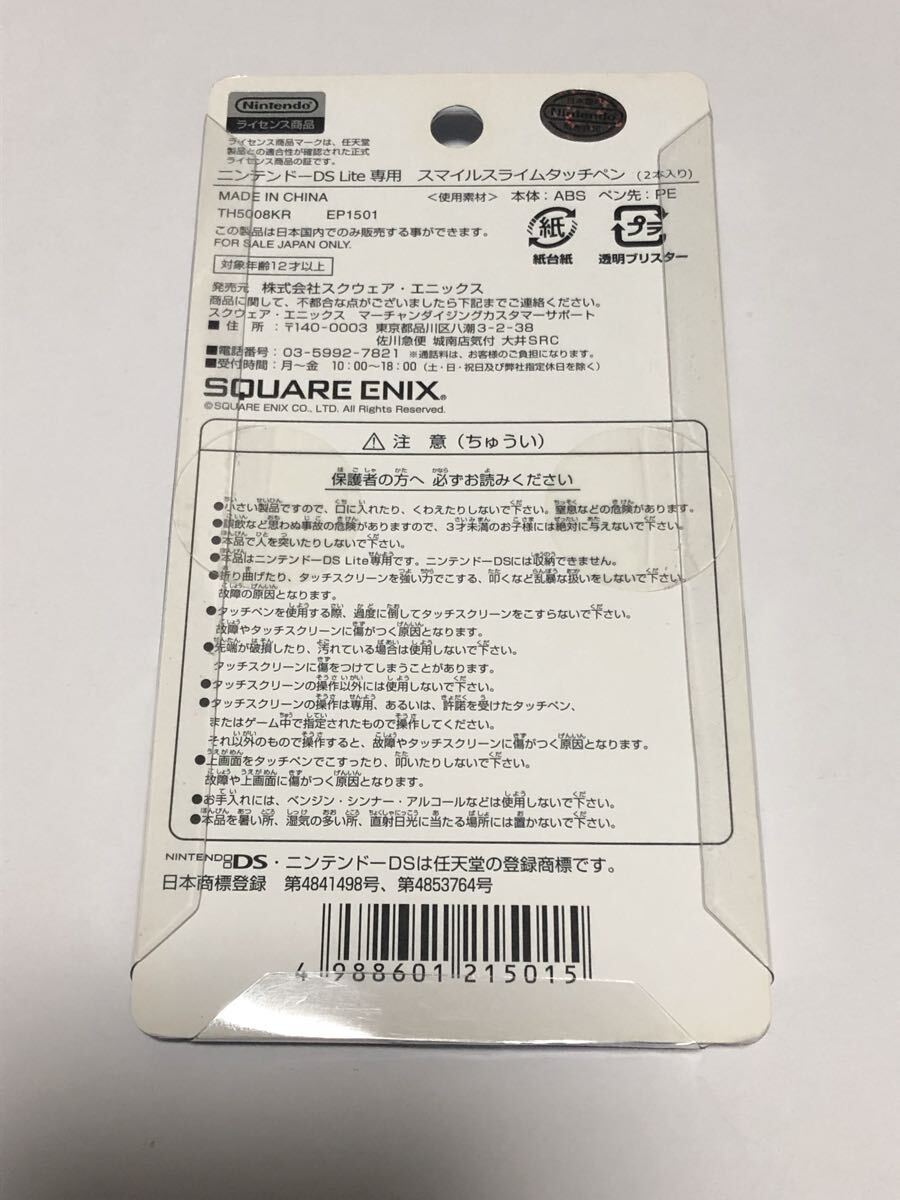 Nintendo
ライセンス商品
ライセンス商品マークは、任天堂
製品との適合性が確認された正式
ライセンス商品の証です。
Nintendo
ニンテンドーDS Lite 専用 スマイルスライムタッチペン (2本入り)
MADE IN CHINA <使用素材> 本体:ABS ペン先:PE
TH5008KR EP1501
この製品は日本国内でのみ販売する事ができます。
FOR SALE JAPAN ONLY.
紙
プラ
紙台紙 透明ブリスター
対象年齢12才以上
発売元 株式会社スクウェア・エニックス
商品に関して、不都合な点がございましたら下記までご連絡ください。
スクウェア・エニックス マーチャンダイジングカスタマーサポート
■住 所:〒140-0003 東京都品川区八潮3-2-38
佐川急便 城南店気付 大井SRC
■電話番号:03-5992-7821 ※通話料は、お客様のご負担になります。
■受付時間:月〜金 10:00〜18:00(土・日・祝日及び弊社指定休日を除く)
SQUARE ENIX®
©SQUARE ENIX CO., LTD. All Rights Reserved.
⚠注 意(ちゅうい)
保護者の方へ 必ずお読みください
●小さい製品ですので、口に入れたり、くわえたりしないで下さい。窒息などの危険があります。
●誤飲など思わぬ事故の危険がありますので、3才未満のお子様には絶対に与えないで下さい。
●本品で人を突いたりしないで下さい。
●本品はニンテンドーDS Lite専用です。ニンテンドーDSには収納できません。
●折り曲げたり、タッチスクリーンを強い力でこする、叩くなど乱暴な扱いをしないで下さい。
故障の原因となります。
●タッチペンを使用する際、過度に倒してタッチスクリーンをこすらないで下さい。
故障やタッチスクリーンに傷がつく原因となります。
●先端が破損したり、汚れている場合は使用しないで下さい。
タッチスクリーンに傷をつけてしまうことがあります。
●タッチスクリーンの操作以外には使用しないで下さい。
●タッチスクリーンの操作は専用、あるいは、許諾を受けたタッチペン、
またはゲーム中で指定されたもので操作してください。
それ以外のもので操作すると、故障やタッチスクリーンに傷がつく原因となります。
●上画面をタッチペンでこすったり、叩いたりしないで下さい。
故障や上画面に傷がつく原因となります。
●お手入れには、ベンジン・シンナー・アルコールなどは使用しないで下さい。
●本品を暑い所、湿気の多い所、直射日光に当たる場所には置かないで下さい。
NINTENDO DS・ニンテンドーDSは任天堂の登録商標です。
日本商標登録 第4841498号、第4853764号
4 988601 215015